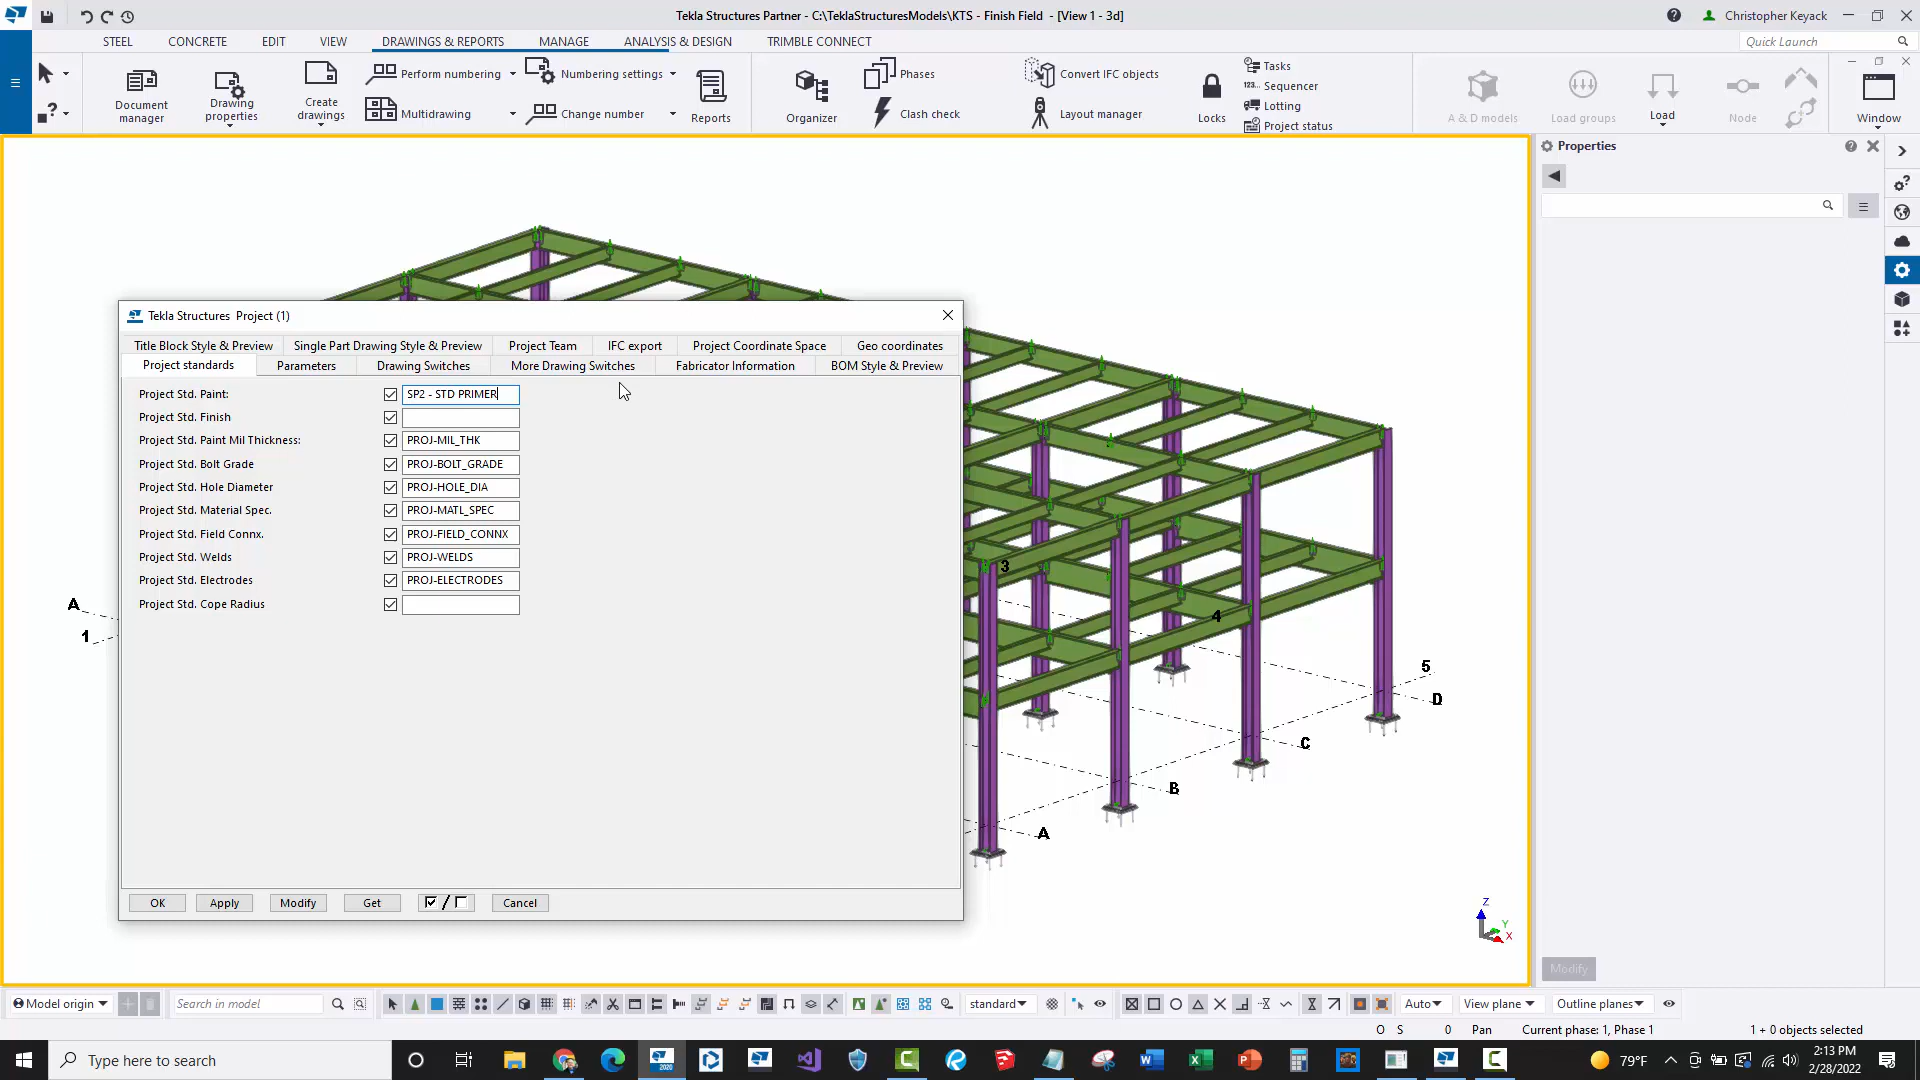 Tekla Structures Partner - C:\TeklaStructuresModels\KTS - Finish Field - [View 1 - 3d]
Christopher Keyack
STEEL CONCRETE EDIT VIEW DRAWINGS & REPORTS MANAGE ANALYSIS & DESIGN TRIMBLE CONNECT
Quick Launch
Document manager
Drawing properties
Create drawings
Perform numbering
Multidrawing
Numbering settings
Change number
Reports
Organizer
Phases
Clash check
Convert IFC objects
Layout manager
Locks
Tasks
Sequencer
Lotting
Project status
A & D models
Load groups
Load
Node
Window
Properties
Tekla Structures Project (1)
Title Block Style & Preview Single Part Drawing Style & Preview Project Team IFC export Project Coordinate Space Geo coordinates
Project standards Parameters Drawing Switches More Drawing Switches Fabricator Information BOM Style & Preview
Project Std. Paint: SP2 - STD PRIMER
Project Std. Finish
Project Std. Paint Mil Thickness: PROJ-MIL_THK
Project Std. Bolt Grade PROJ-BOLT_GRADE
Project Std. Hole Diameter PROJ-HOLE_DIA
Project Std. Material Spec. PROJ-MATL_SPEC
Project Std. Field Connx. PROJ-FIELD_CONNX
Project Std. Welds PROJ-WELDS
Project Std. Electrodes PROJ-ELECTRODES
Project Std. Cope Radius
OK Apply Modify Get / Cancel
A
1
3
4
5
D
C
B
A
Z
Y
X
Modify
Model origin
Search in model
standard
Auto
View plane
Outline planes
O S 0 Pan Current phase: 1, Phase 1 1 + 0 objects selected
Type here to search
2020
79°F
2:13 PM
2/28/2022